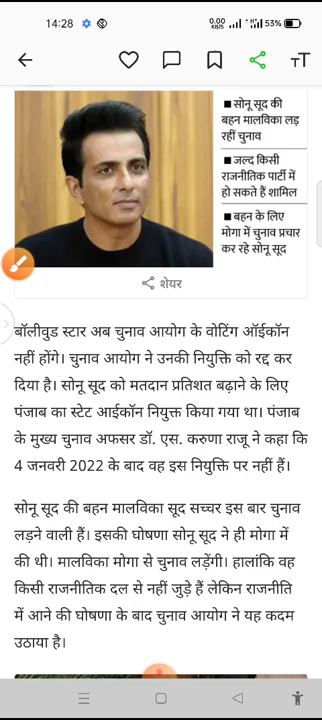 14:28
0.00
KB/S
53%
TT
■ सोनू सूद की
बहन मालविका लड़
रहीं चुनाव
■ जल्द किसी
राजनीतिक पार्टी में
हो सकते हैं शामिल
■ बहन के लिए
मोगा में चुनाव प्रचार
कर रहे सोनू सूद
शेयर
बॉलीवुड स्टार अब चुनाव आयोग के वोटिंग ऑईकॉन
नहीं होंगे। चुनाव आयोग ने उनकी नियुक्ति को रद्द कर
दिया है। सोनू सूद को मतदान प्रतिशत बढ़ाने के लिए
पंजाब का स्टेट आईकॉन नियुक्त किया गया था। पंजाब
के मुख्य चुनाव अफसर डॉ. एस. करुणा राजू ने कहा कि
4 जनवरी 2022 के बाद वह इस नियुक्ति पर नहीं हैं।
सोनू सूद की बहन मालविका सूद सच्चर इस बार चुनाव
लड़ने वाली हैं। इसकी घोषणा सोनू सूद ने ही मोगा में
की थी। मालविका मोगा से चुनाव लड़ेंगी। हालांकि वह
किसी राजनीतिक दल से नहीं जुड़े हैं लेकिन राजनीति
में आने की घोषणा के बाद चुनाव आयोग ने यह कदम
उठाया है।